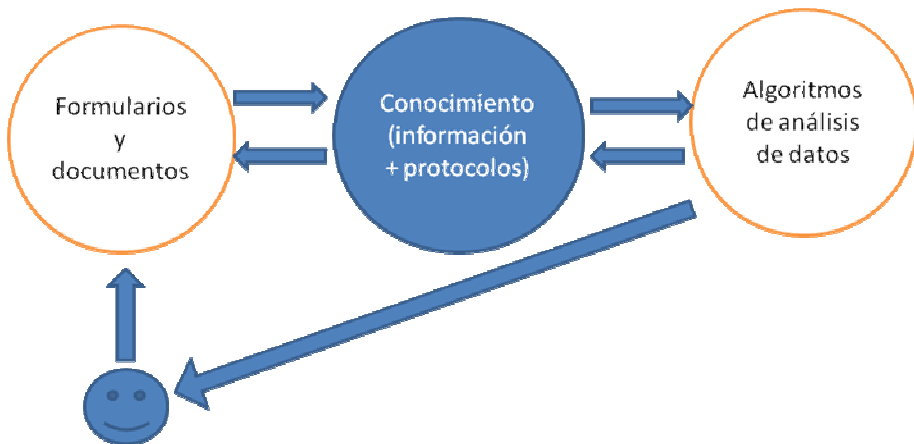 Formularios
y
documentos
Conocimiento
(información
+ protocolos)
Algoritmos
de análisis
de datos